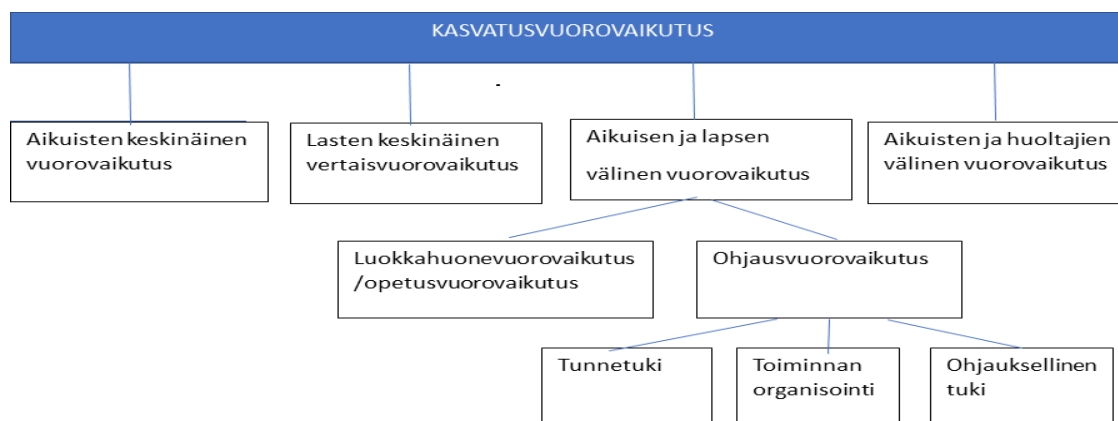 KASVATUSVUOROVAIKUTUS
Aikuisten keskinäinen
vuorovaikutus
Lasten keskinäinen
vertaisvuorovaikutus
Aikuisen ja lapsen
välinen vuorovaikutus
Aikuisten ja huoltajien
välinen vuorovaikutus
Luokkahuonevuorovaikutus
/opetusvuorovaikutus
Ohjausvuorovaikutus
Tunnetuki
Toiminnan
organisointi
Ohjauksellinen
tuki